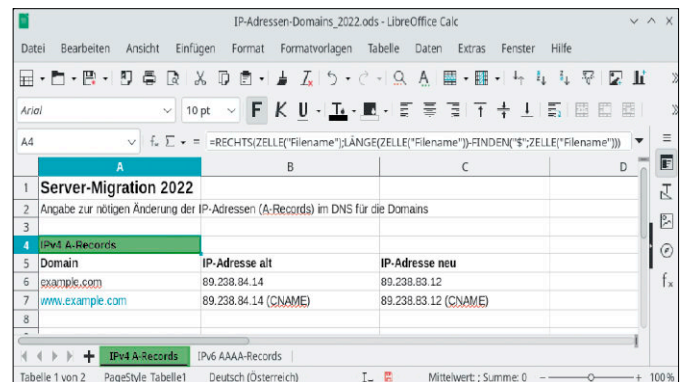 IP-Adressen-Domains_2022.ods - LibreOffice Calc
Datei Bearbeiten Ansicht Einfügen Format Formatvorlagen Tabelle Daten Extras Fenster Hilfe
Arial 10 pt F K U
A4 =RECHTS(ZELLE("Filename");LÄNGE(ZELLE("Filename"))-FINDEN("$";ZELLE("Filename")))
A B C D
1 Server-Migration 2022
2 Angabe zur nötigen Änderung der IP-Adressen (A-Records) im DNS für die Domains
3
4 IPv4 A-Records
5 Domain IP-Adresse alt IP-Adresse neu
6 example.com 89.238.84.14 89.238.83.12
7 www.example.com 89.238.84.14 (CNAME) 89.238.83.12 (CNAME)
8
IPv4 A-Records IPv6 AAAA-Records
Tabelle 1 von 2 PageStyle Tabelle1 Deutsch (Österreich) Mittelwert: ; Summe: 0 100 %